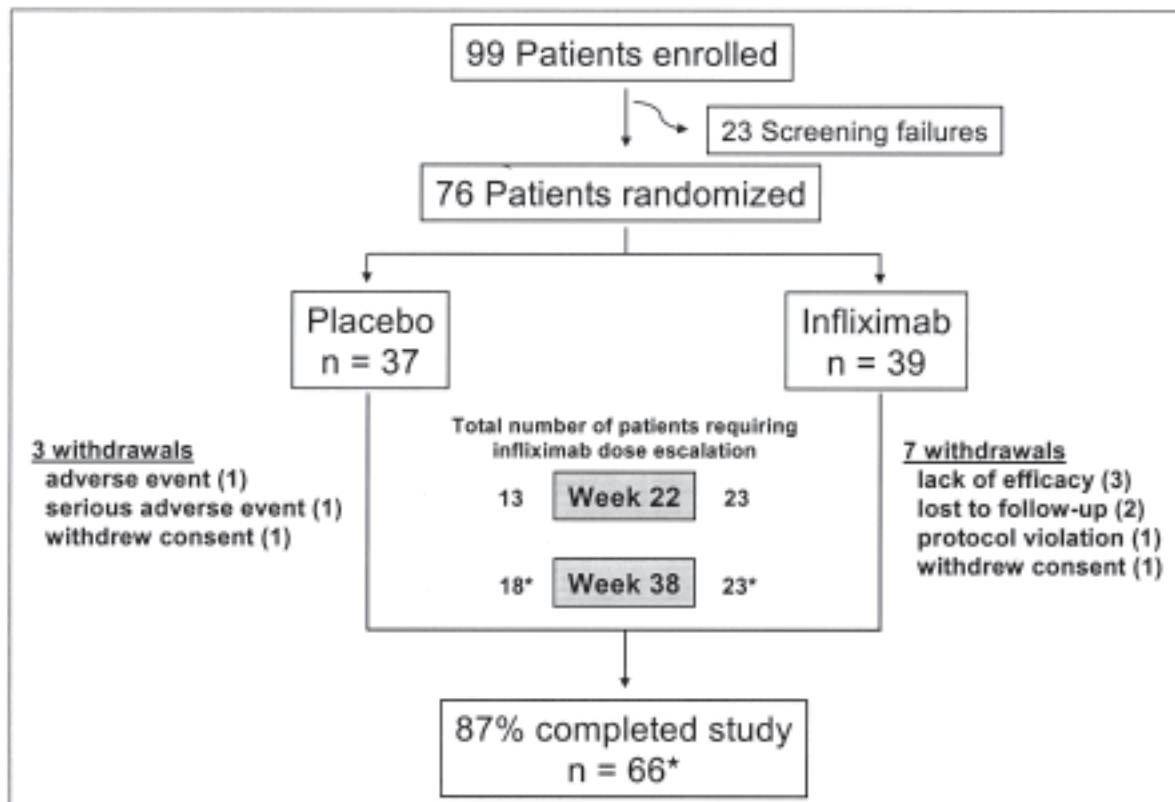 99 Patients enrolled
23 Screening failures
76 Patients randomized
Placebo
n = 37
Infliximab
n = 39
3 withdrawals
adverse event (1)
serious adverse event (1)
withdrew consent (1)
Total number of patients requiring
infliximab dose escalation
13 Week 22 23
18* Week 38 23*
7 withdrawals
lack of efficacy (3)
lost to follow-up (2)
protocol violation (1)
withdrew consent (1)
87% completed study
n = 66*